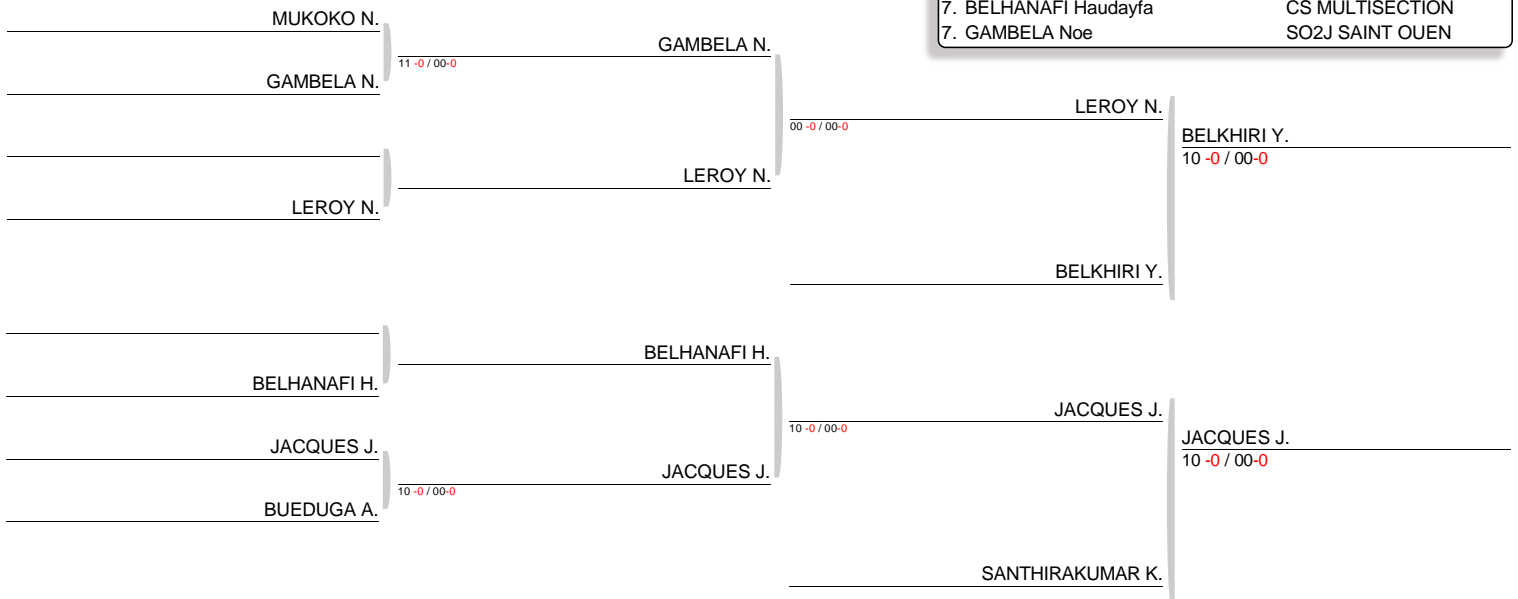 7. BELHANAFI Haudayfa CS MULTISECTION
7. GAMBELA Noe SO2J SAINT OUEN
MUKOKO N.
GAMBELA N.
11 -0 / 00-0
GAMBELA N.
LEROY N.
LEROY N.
00 -0 / 00-0
LEROY N.
BELKHIRI Y.
BELKHIRI Y.
10 -0 / 00-0
BELHANAFI H.
BELHANAFI H.
JACQUES J.
BUEDUGA A.
10 -0 / 00-0
JACQUES J.
10 -0 / 00-0
JACQUES J.
SANTHIRAKUMAR K.
JACQUES J.
10 -0 / 00-0